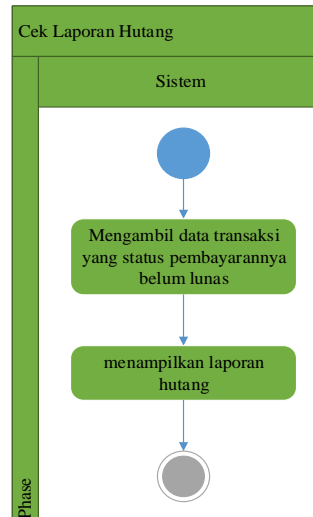 Cek Laporan Hutang
Sistem
Mengambil data transaksi
yang status pembayarannya
belum lunas
menampilkan laporan
hutang
Phase